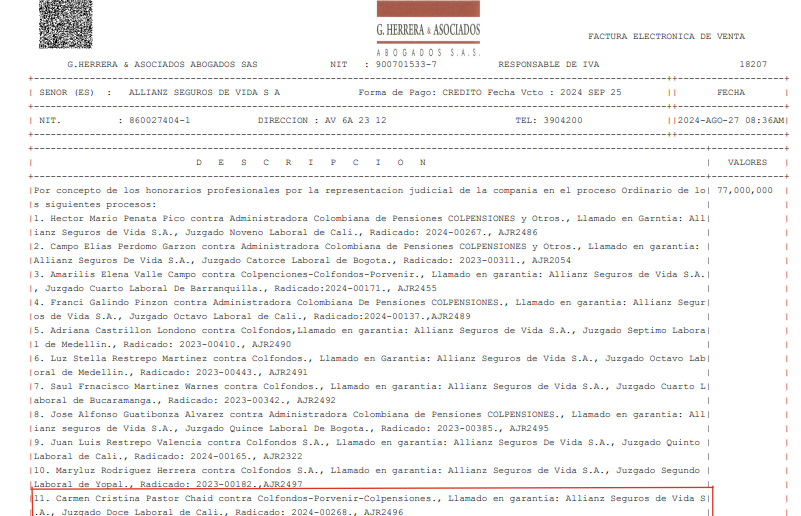 G. HERRERA & ASOCIADOS
ABOGADOS S.A.S.
FACTURA ELECTRONICA DE VENTA
G.HERRERA & ASOCIADOS ABOGADOS SAS NIT : 900701533-7 RESPONSABLE DE IVA 18207
SENOR (ES) : ALLIANZ SEGUROS DE VIDA S A Forma de Pago: CREDITO Fecha Vcto : 2024 SEP 25 FECHA
NIT. : 860027404-1 DIRECCION : AV 6A 23 12 TEL: 3904200 2024-AGO-27 08:36AM
D E S C R I P C I O N VALORES
Por concepto de los honorarios profesionales por la representacion judicial de la compania en el proceso Ordinario de lo 77,000,000
s siguientes procesos:
1. Hector Mario Penata Pico contra Administradora Colombiana de Pensiones COLPENSIONES y Otros., Llamado en Garntia: All
ianz Seguros de Vida S.A., Juzgado Noveno Laboral de Cali., Radicado: 2024-00267., AJR2486
2. Campo Elias Perdomo Garzon contra Administradora Colombiana de Pensiones COLPENSIONES y Otros., Llamado en garantia:
Allianz Seguros De Vida S.A., Juzgado Catorce Laboral de Bogota., Radicado: 2023-00311., AJR2054
3. Amarilis Elena Valle Campo contra Colpenciones-Colfondos-Porvenir., Llamado en garantia: Allianz Seguros de Vida S.A.
, Juzgado Cuarto Laboral De Barranquilla., Radicado:2024-00171., AJR2455
4. Franci Galindo Pinzon contra Administradora Colombiana De Pensiones COLPENSIONES., Llamado en garantia: Allianz Segur
os de Vida S.A., Juzgado Octavo Laboral de Cali., Radicado:2024-00137.,AJR2489
5. Adriana Castrillon Londono contra Colfondos,Llamado en garantia: Allianz Seguros de Vida S.A., Juzgado Septimo Labora
l de Medellin., Radicado: 2023-00410., AJR2490
6. Luz Stella Restrepo Martinez contra Colfondos., Llamado en Garantia: Allianz Seguros de Vida S.A., Juzgado Octavo Lab
oral de Medellin., Radicado: 2023-00443., AJR2491
7. Saul Frnacisco Martinez Warnes contra Colfondos., Llamado en garantia: Allianz Seguros de Vida S.A., Juzgado Cuarto L
aboral de Bucaramanga., Radicado: 2023-00342., AJR2492
8. Jose Alfonso Guatibonza Alvarez contra Administradora Colombiana de Pensiones COLPENSIONES., Llamado en garantia: All
ianz seguros de Vida S.A., Juzgado Quince Laboral De Bogota., Radicado: 2023-00385., AJR2495
9. Juan Luis Restrepo Valencia contra Colfondos S.A., Llamado en garantia: Allianz Seguros De Vida S.A., Juzgado Quinto
Laboral de Cali., Radicado: 2024-00165., AJR2322
10. Maryluz Rodriguez Herrera contra Colfondos S.A., Llamado en garantia: Allianz Seguros de Vida S.A., Juzgado Segundo
Laboral de Yopal., Radicado: 2023-00182.,AJR2497
11. Carmen Cristina Pastor Chaid contra Colfondos-Porvenir-Colpensiones., Llamado en garantia: Allianz Seguros de Vida S
.A., Juzgado Doce Laboral de Cali., Radicado: 2024-00268., AJR2496